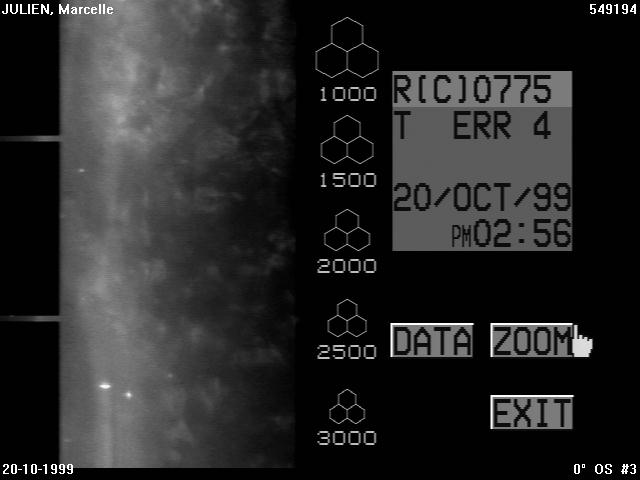 JULIEN, Marcelle
549194
1000
1500
2000
2500
3000
R[C]0775
T ERR 4
20/OCT/99
PM02:56
DATA
ZOOM
EXIT
20-10-1999
0° OS #3